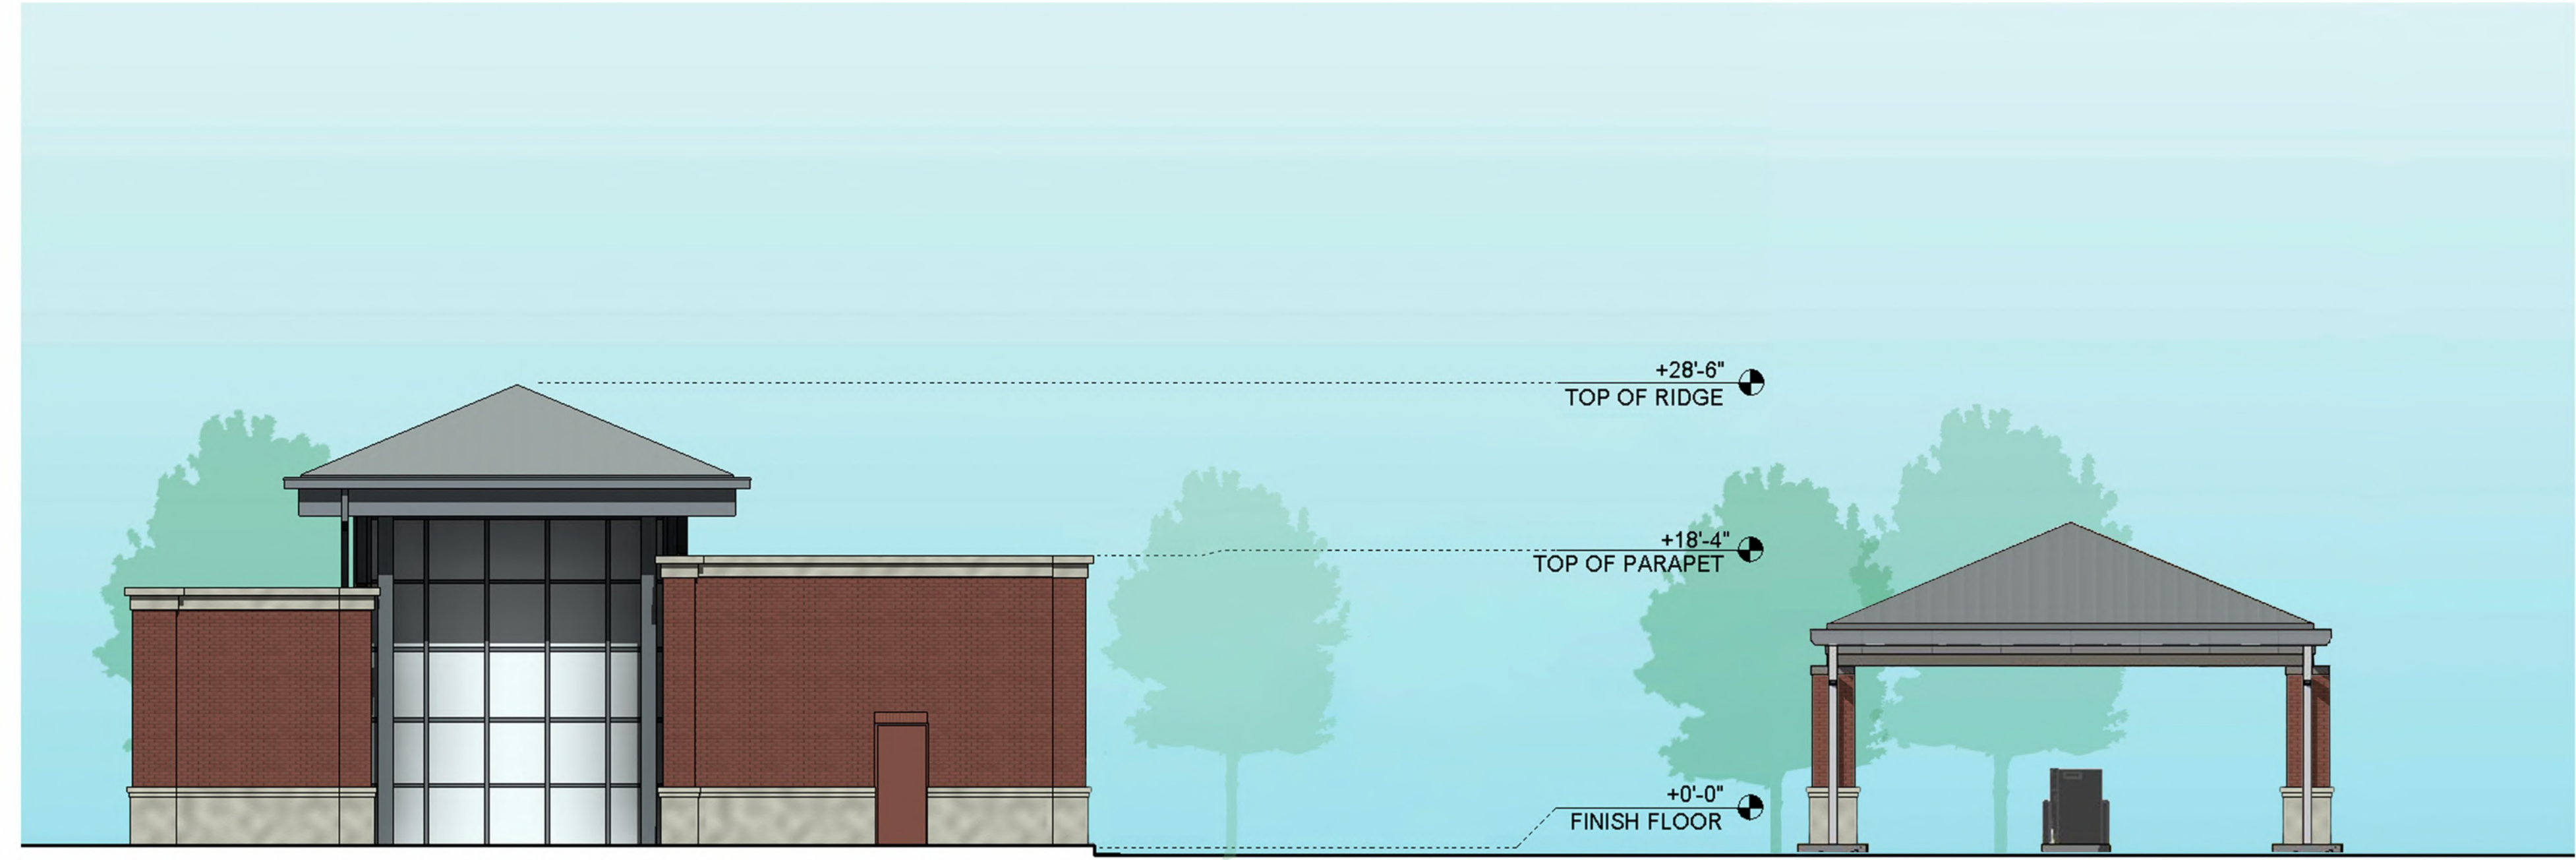 +28'-6"
TOP OF RIDGE
+18'-4"
TOP OF PARAPET
+0'-0"
FINISH FLOOR